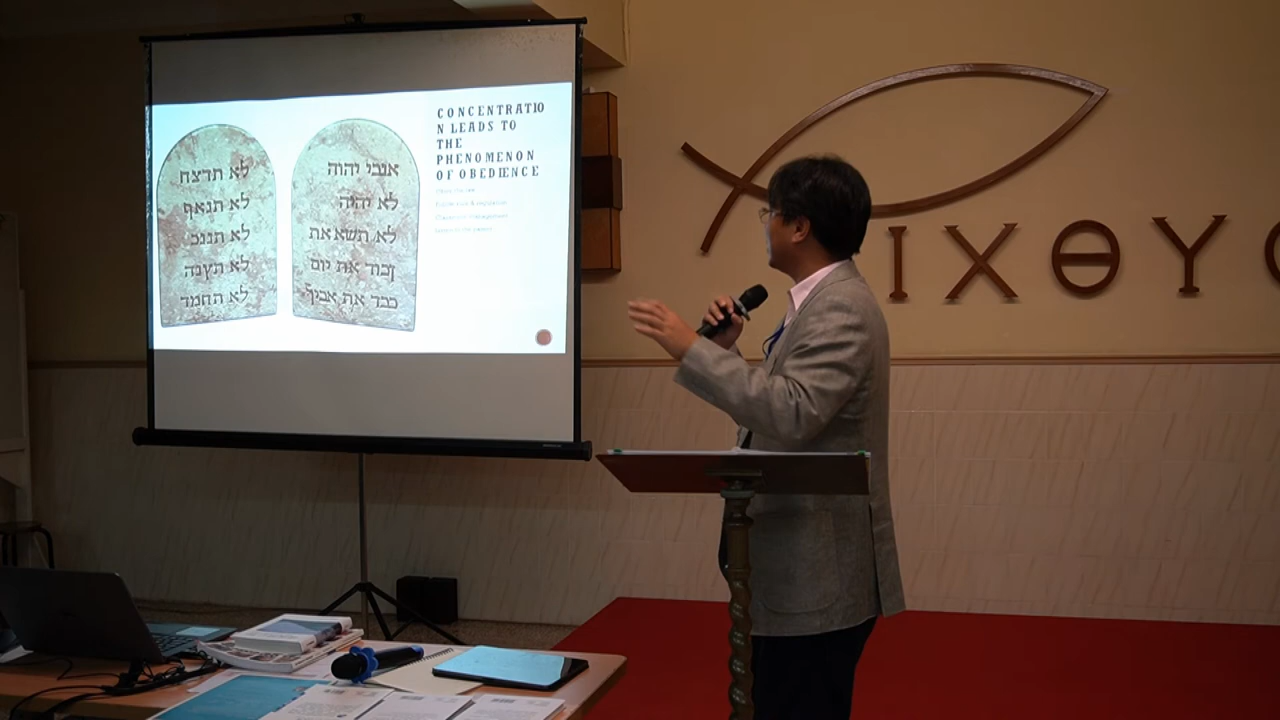 לא תרצח
לא תנאף
לא תגנב
לא תענה
לא תחמד
אנכי יהוה
לא יהיה
לא תשא את
זכור את יום
כבד את אביך
CONCENTRATIO
N LEADS TO
THE
PHENOMENON
OF OBEDIENCE
ΙΧΘΥ